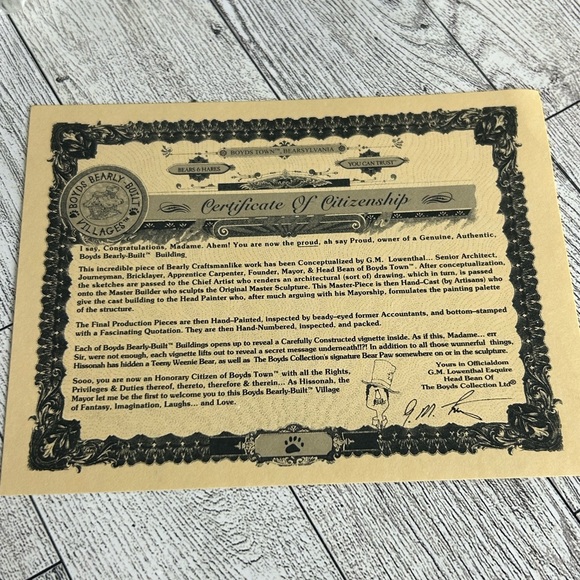 BOYDS TOWN™, BEARSYLVANIA
BEARS & HARES
YOU CAN TRUST™
BOYDS BEARLY BUILT VILLAGES
Certificate Of Citizenship
I say, Congratulations, Madame. Ahem! You are now the proud, ah say Proud, owner of a Genuine, Authentic,
Boyds Bearly-Built™ Building.
This incredible piece of Bearly Craftsmanlike work has been Conceptualized by G.M. Lowenthal... Senior Architect,
Journeyman, Bricklayer, Apprentice Carpenter, Founder, Mayor, & Head Bean of Boyds Town™. After conceptualization,
the sketches are passed to the Chief Artist who renders an architectural (sort of) drawing, which in turn, is passed
onto the Master Builder who sculpts the Original Master Sculpture. This Master-Piece is then Hand-Cast (by Artisans) who
give the cast building to the Head Painter who, after much arguing with his Mayorship, formulates the painting palette
of the structure.
The Final Production Pieces are then Hand-Painted, inspected by beady-eyed former Accountants, and bottom-stamped
with a Fascinating Quotation. They are then Hand-Numbered, inspected, and packed.
Each of Boyds Bearly-Built™ Buildings opens up to reveal a Carefully Constructed vignette inside. As if this, Madame... err
Sir, were not enough, each vignette lifts out to reveal a secret message underneath!!?! In addition to all those wunnerful things,
Hissonah has hidden a Teeny Weenie Bear, as well as The Boyds Collection's signature Bear Paw somewhere on or in the sculpture.
Sooo, you are now an Honorary Citizen of Boyds Town™ with all the Rights,
Privileges & Duties thereof, thereto, therefore & therein... As Hissonah, the
Mayor let me be the first to welcome you to this Boyds Bearly-Built™ Village
of Fantasy, Imagination, Laughs... and Love.
Yours in Officialdom
G.M. Lowenthal Esquire
Head Bean Of
The Boyds Collection Ltd®